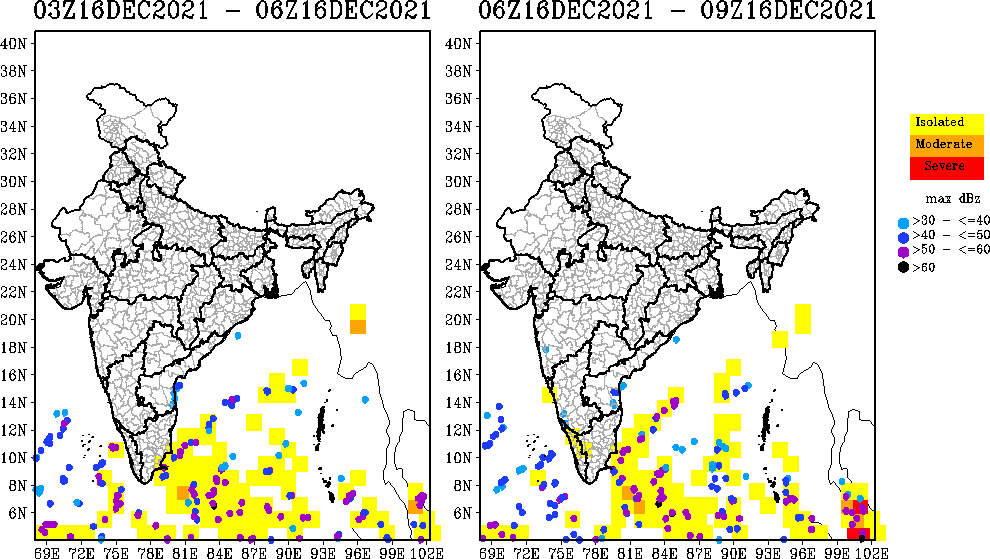 03Z16DEC2021 - 06Z16DEC2021
40N
38N
36N
34N
32N
30N
28N
26N
24N
22N
20N
18N
16N
14N
12N
10N
8N
6N
69E 72E 75E 78E 81E 84E 87E 90E 93E 96E 99E 102E
06Z16DEC2021 - 09Z16DEC2021
40N
38N
36N
34N
32N
30N
28N
26N
24N
22N
20N
18N
16N
14N
12N
10N
8N
6N
69E 72E 75E 78E 81E 84E 87E 90E 93E 96E 99E 102E
Isolated
Moderate
Severe
max dBz
>30 - <=40
>40 - <=50
>50 - <=60
>60